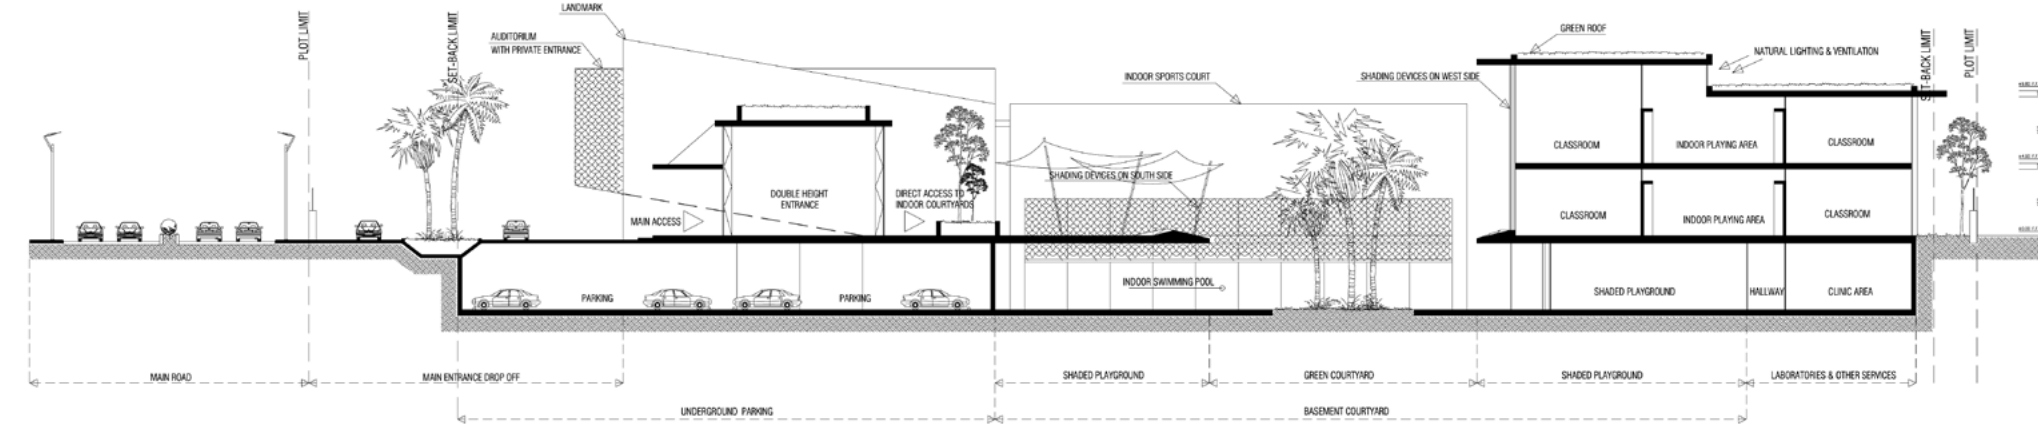 LANDMARK
PLOT LIMIT
SET-BACK LIMIT
AUDITORIUM
WITH PRIVATE ENTRANCE
INDOOR SPORTS COURT
SHADING DEVICES ON WEST SIDE
GREEN ROOF
NATURAL LIGHTING & VENTILATION
SET-BACK LIMIT
PLOT LIMIT
CLASSROOM
INDOOR PLAYING AREA
CLASSROOM
SHADING DEVICES ON SOUTH SIDE
DOUBLE HEIGHT
ENTRANCE
DIRECT ACCESS TO
INDOOR COURTYARDS
MAIN ACCESS
CLASSROOM
INDOOR PLAYING AREA
CLASSROOM
INDOOR SWIMMING POOL
PARKING
PARKING
SHADED PLAYGROUND
HALLWAY
CLINIC AREA
MAIN ROAD
MAIN ENTRANCE DROP OFF
SHADED PLAYGROUND
GREEN COURTYARD
SHADED PLAYGROUND
LABORATORIES & OTHER SERVICES
UNDERGROUND PARKING
BASEMENT COURTYARD